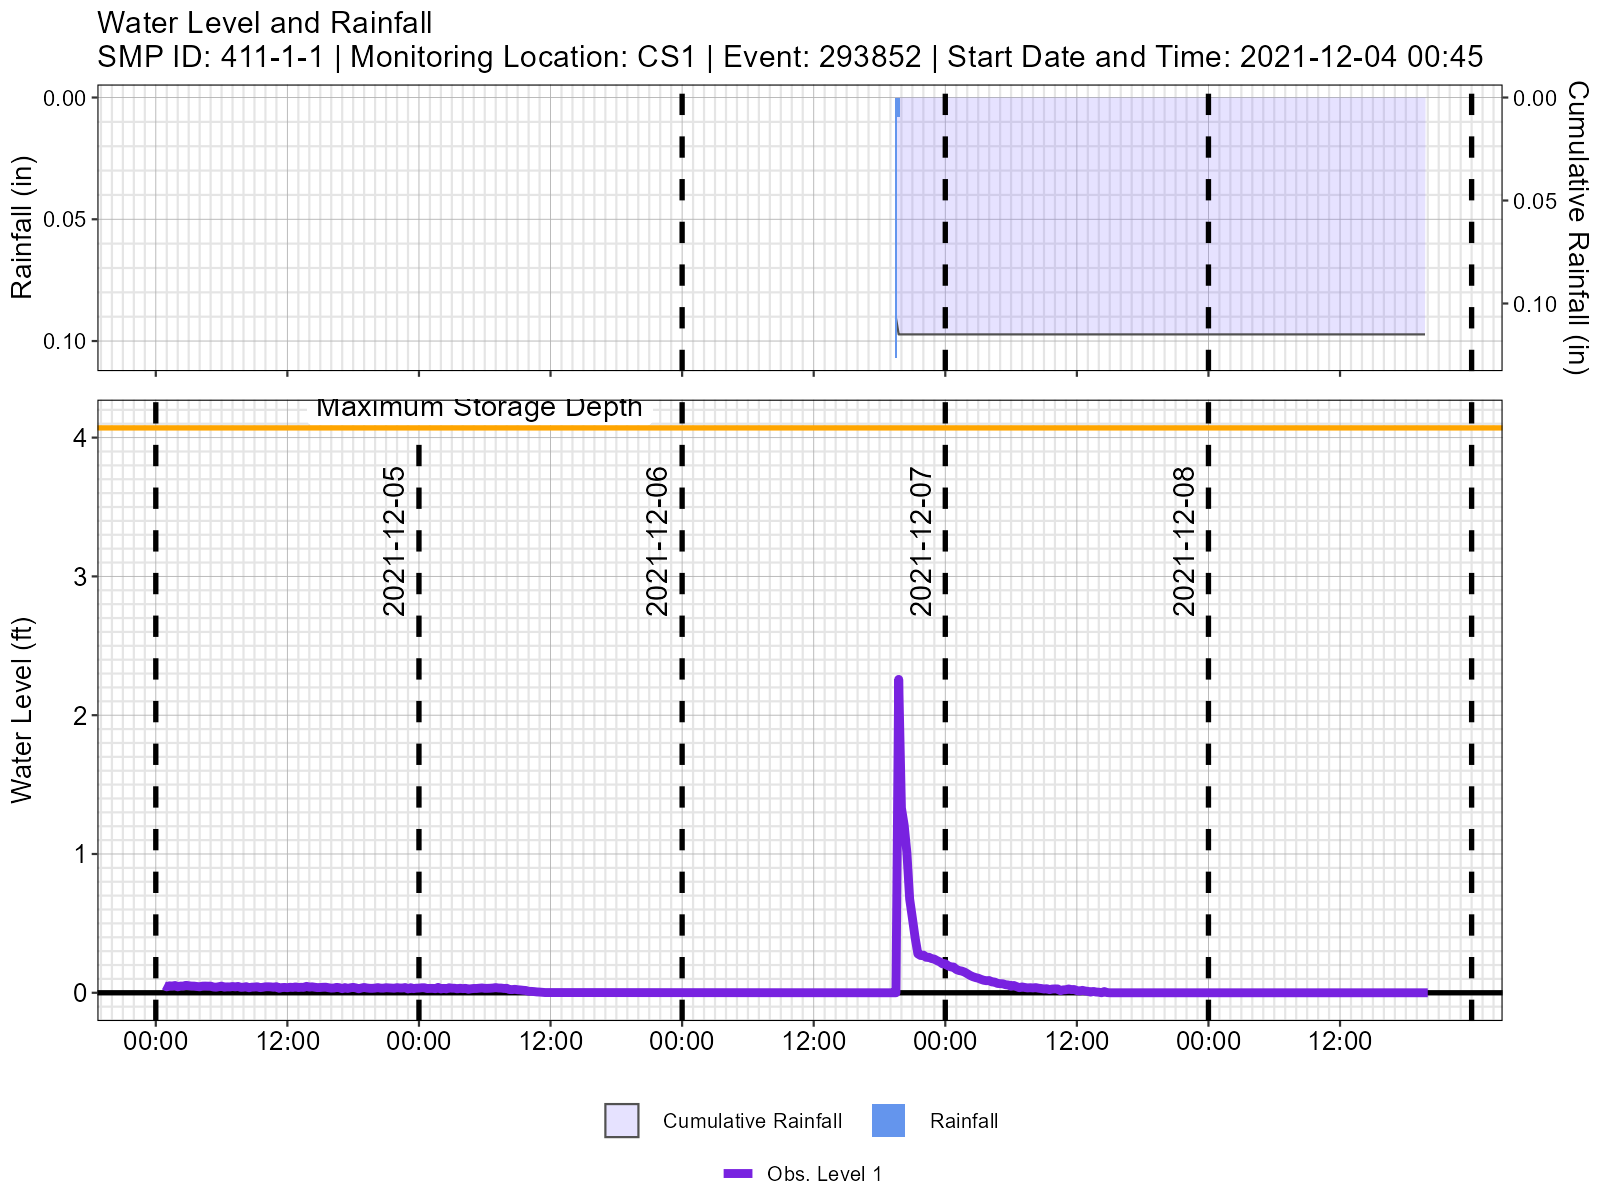 Water Level and Rainfall
SMP ID: 411-1-1 | Monitoring Location: CS1 | Event: 293852 | Start Date and Time: 2021-12-04 00:45
Rainfall (in)
0.00
0.05
0.10
0.00
0.05
0.10
Cumulative Rainfall (in)
Maximum Storage Depth
Water Level (ft)
4
3
2
1
0
2021-12-05
2021-12-06
2021-12-07
2021-12-08
00:00 12:00 00:00 12:00 00:00 12:00 00:00 12:00 00:00 12:00
Cumulative Rainfall
Rainfall
Obs. Level 1